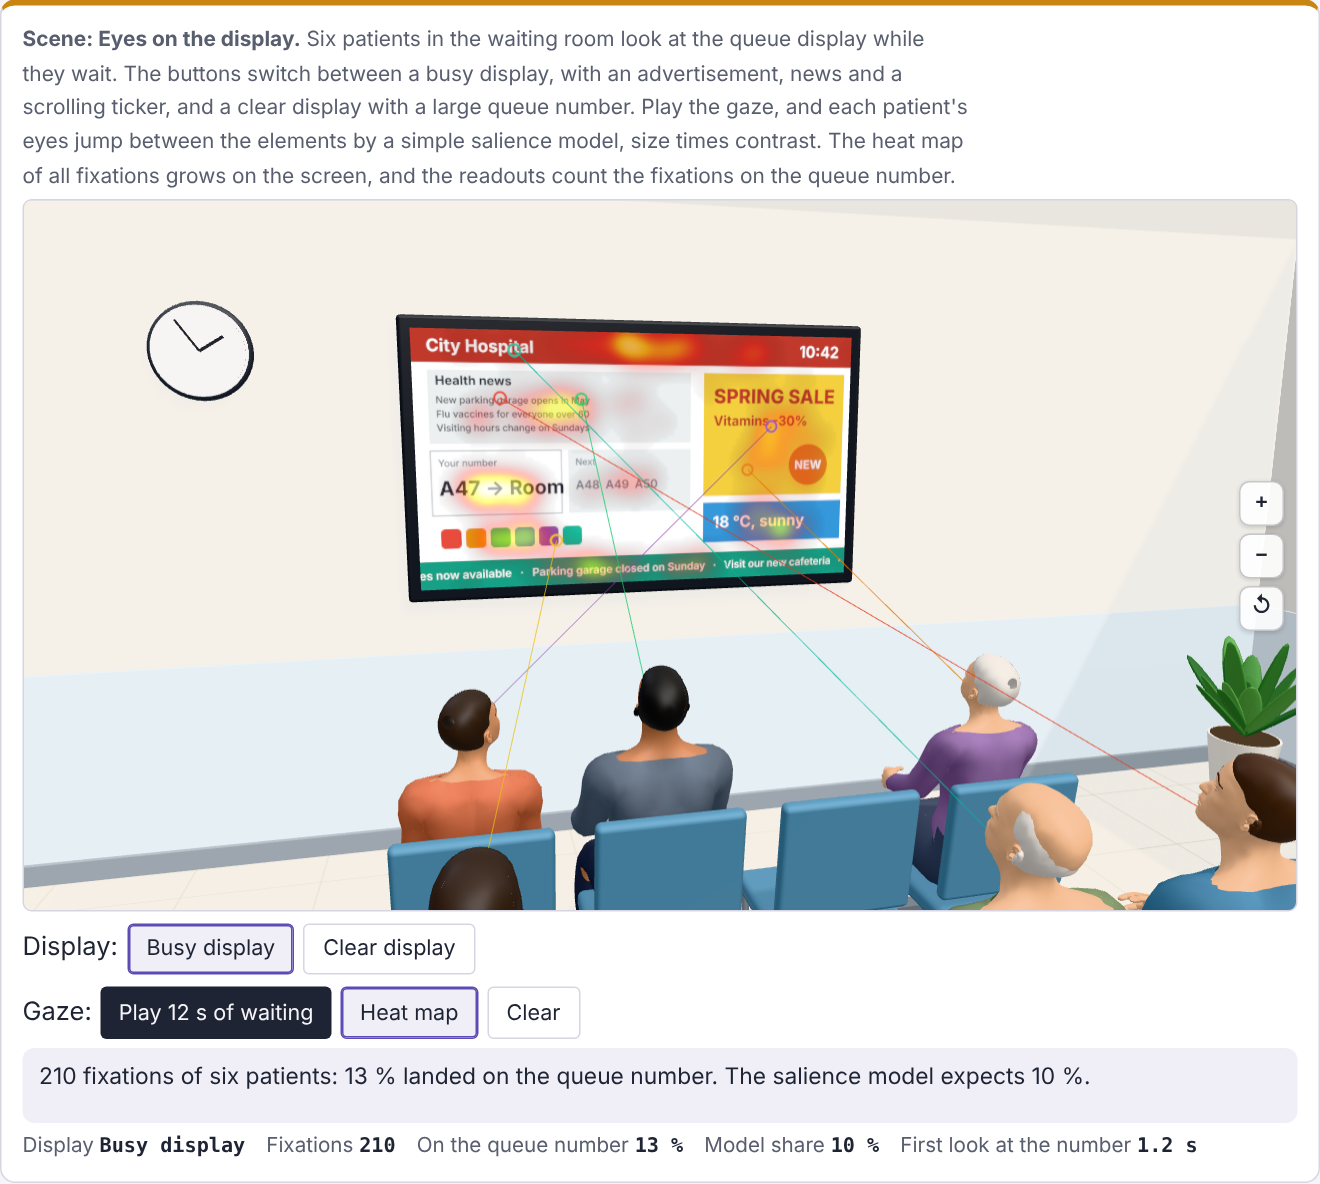 Scene: Eyes on the display. Six patients in the waiting room look at the queue display while
they wait. The buttons switch between a busy display, with an advertisement, news and a
scrolling ticker, and a clear display with a large queue number. Play the gaze, and each patient's
eyes jump between the elements by a simple salience model, size times contrast. The heat map
of all fixations grows on the screen, and the readouts count the fixations on the queue number.
City Hospital
10:42
Health news
New parking garage opens in May
Flu vaccines for everyone over 60
Visiting hours change on Sundays
SPRING SALE
Vitamins -30%
NEW
Your number
A47 → Room
Next
A48 A49 A50
18 °C, sunny
es now available · Parking garage closed on Sunday · Visit our new cafeteria
+
−
Display: Busy display Clear display
Gaze: Play 12 s of waiting Heat map Clear
210 fixations of six patients: 13 % landed on the queue number. The salience model expects 10 %.
Display Busy display Fixations 210 On the queue number 13 % Model share 10 % First look at the number 1.2 s